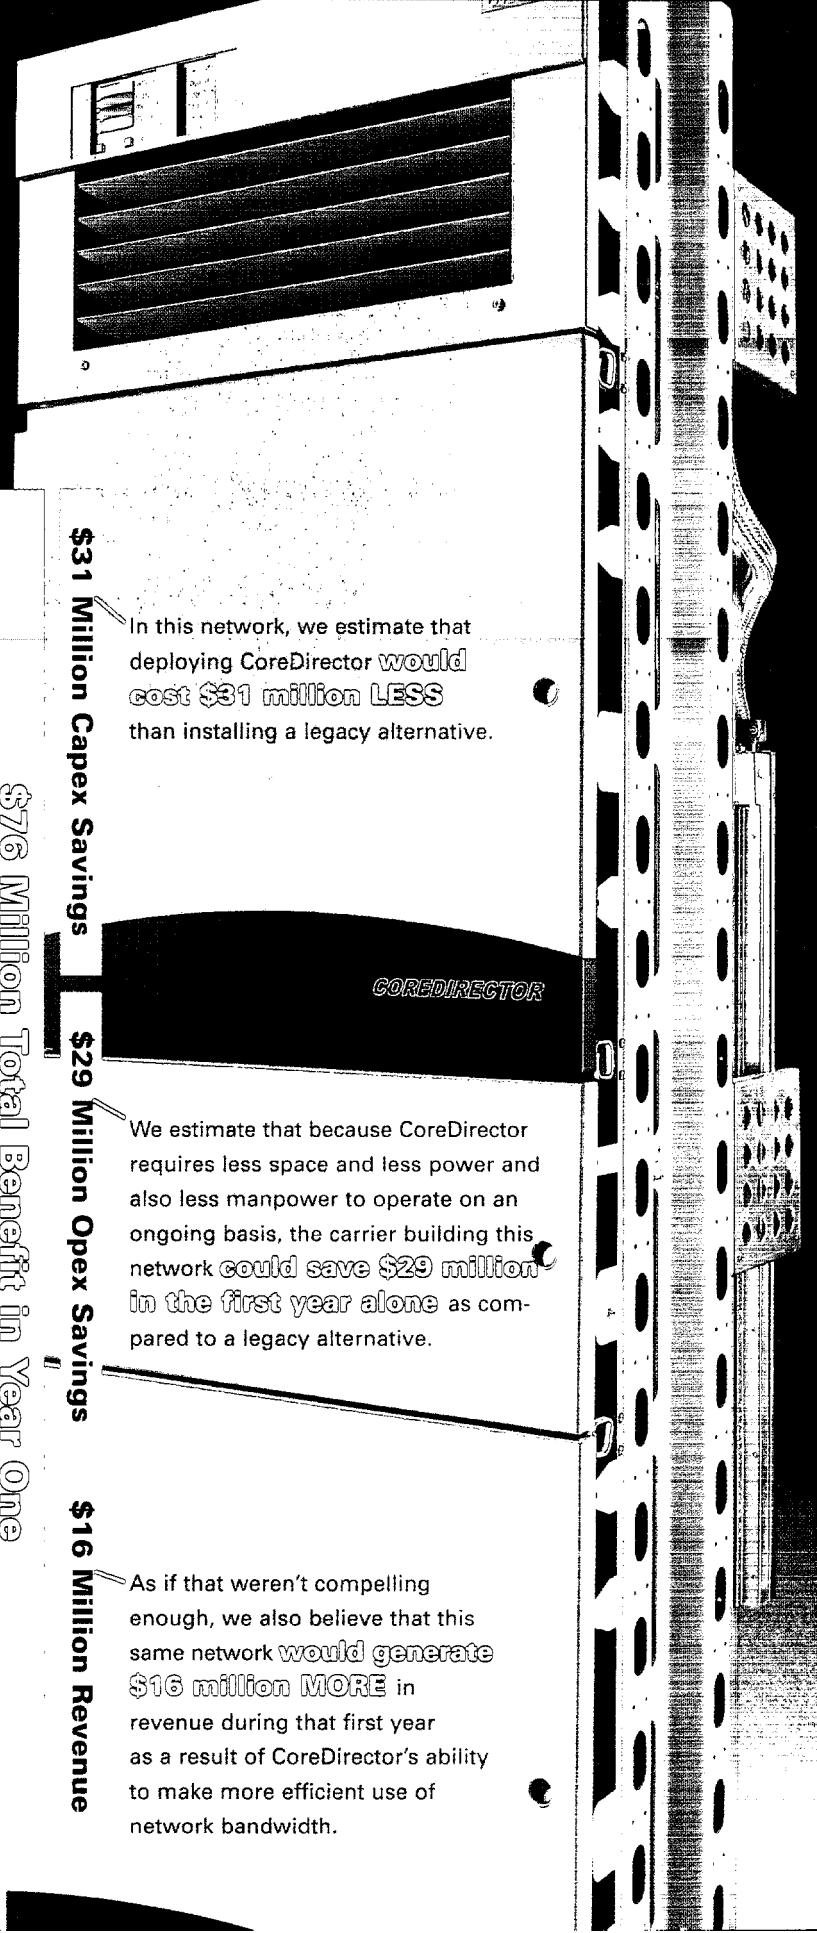 $76 Million Total Benefit in Year One
$31 Million Capex Savings
In this network, we estimate that
deploying CoreDirector would
cost $31 million LESS
than installing a legacy alternative.
COREDIRECTOR
$29 Million Opex Savings
We estimate that because CoreDirector
requires less space and less power and
also less manpower to operate on an
ongoing basis, the carrier building this
network could save $29 million
in the first year alone as com-
pared to a legacy alternative.
$16 Million Revenue
As if that weren't compelling
enough, we also believe that this
same network would generate
$16 million MORE in
revenue during that first year
as a result of CoreDirector's ability
to make more efficient use of
network bandwidth.